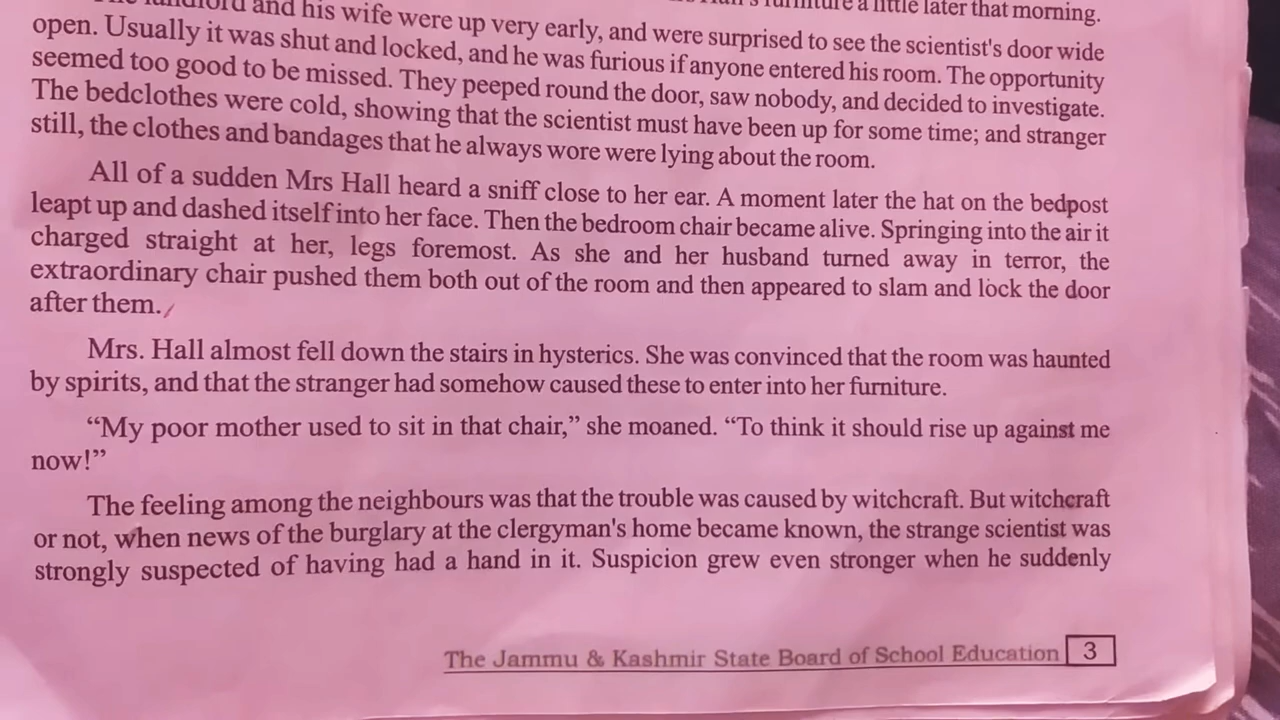 furniture a little later that morning.
The landlord and his wife were up very early, and were surprised to see the scientist's door wide
open. Usually it was shut and locked, and he was furious if anyone entered his room. The opportunity
seemed too good to be missed. They peeped round the door, saw nobody, and decided to investigate.
The bedclothes were cold, showing that the scientist must have been up for some time; and stranger
still, the clothes and bandages that he always wore were lying about the room.
All of a sudden Mrs Hall heard a sniff close to her ear. A moment later the hat on the bedpost
leapt up and dashed itself into her face. Then the bedroom chair became alive. Springing into the air it
charged straight at her, legs foremost. As she and her husband turned away in terror, the
extraordinary chair pushed them both out of the room and then appeared to slam and lock the door
after them.
Mrs. Hall almost fell down the stairs in hysterics. She was convinced that the room was haunted
by spirits, and that the stranger had somehow caused these to enter into her furniture.
“My poor mother used to sit in that chair,” she moaned. “To think it should rise up against me
now!”
The feeling among the neighbours was that the trouble was caused by witchcraft. But witchcraft
or not, when news of the burglary at the clergyman's home became known, the strange scientist was
strongly suspected of having had a hand in it. Suspicion grew even stronger when he suddenly
The Jammu & Kashmir State Board of School Education 3